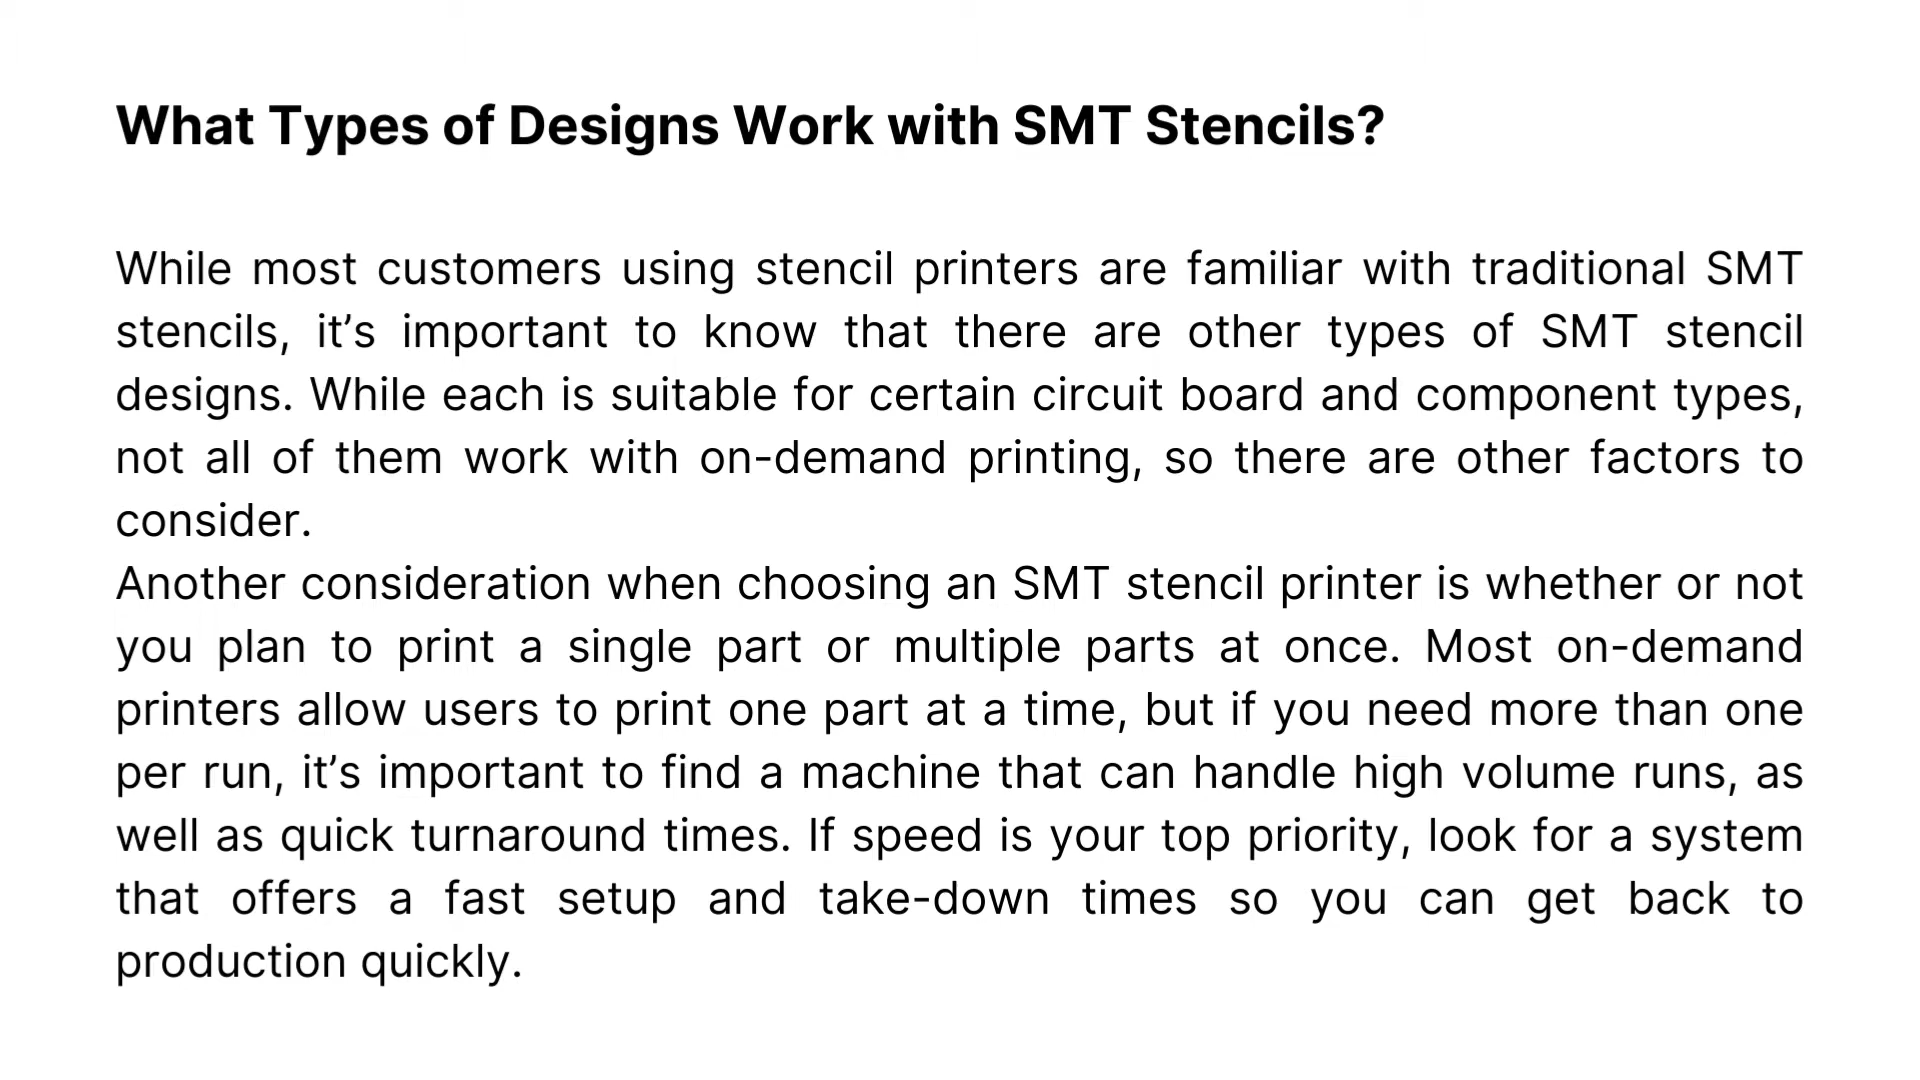 What Types of Designs Work with SMT Stencils?
While most customers using stencil printers are familiar with traditional SMT
stencils, it’s important to know that there are other types of SMT stencil
designs. While each is suitable for certain circuit board and component types,
not all of them work with on-demand printing, so there are other factors to
consider.
Another consideration when choosing an SMT stencil printer is whether or not
you plan to print a single part or multiple parts at once. Most on-demand
printers allow users to print one part at a time, but if you need more than one
per run, it’s important to find a machine that can handle high volume runs, as
well as quick turnaround times. If speed is your top priority, look for a system
that offers a fast setup and take-down times so you can get back to
production quickly.